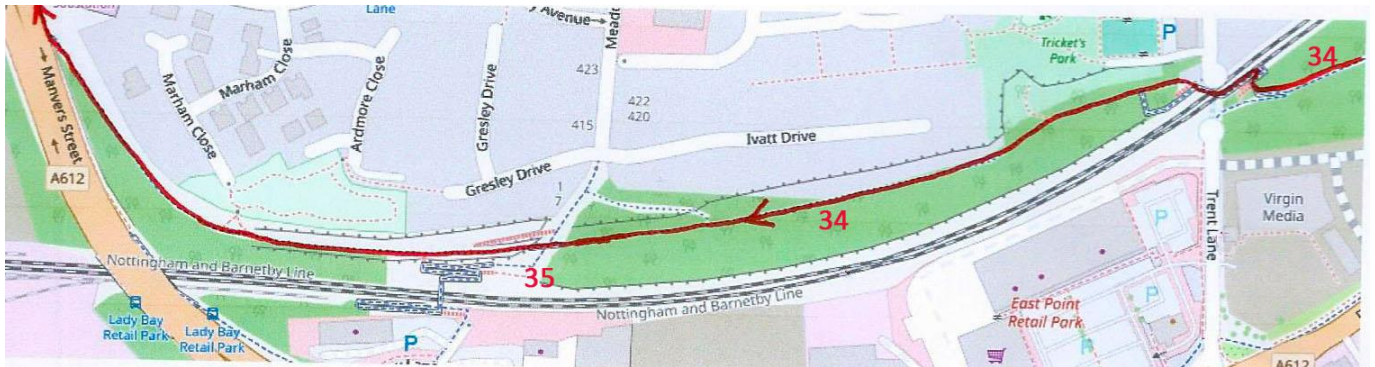 Substation
Lane
y Avenue→
Meado
Tricket's
Park
P
34
Manvers Street
A612
Marham Close
Marham Close
Ardmore Close
Gresley Drive
423
422
420
415
Ivatt Drive
Gresley Drive
1
7
34
35
Trent Lane
Virgin
Media
P
Nottingham and Barnetby Line
Nottingham and Barnetby Line
Lady Bay
Retail Park
Lady Bay
Retail Park
P
East Point
Retail Park
P
P
A612